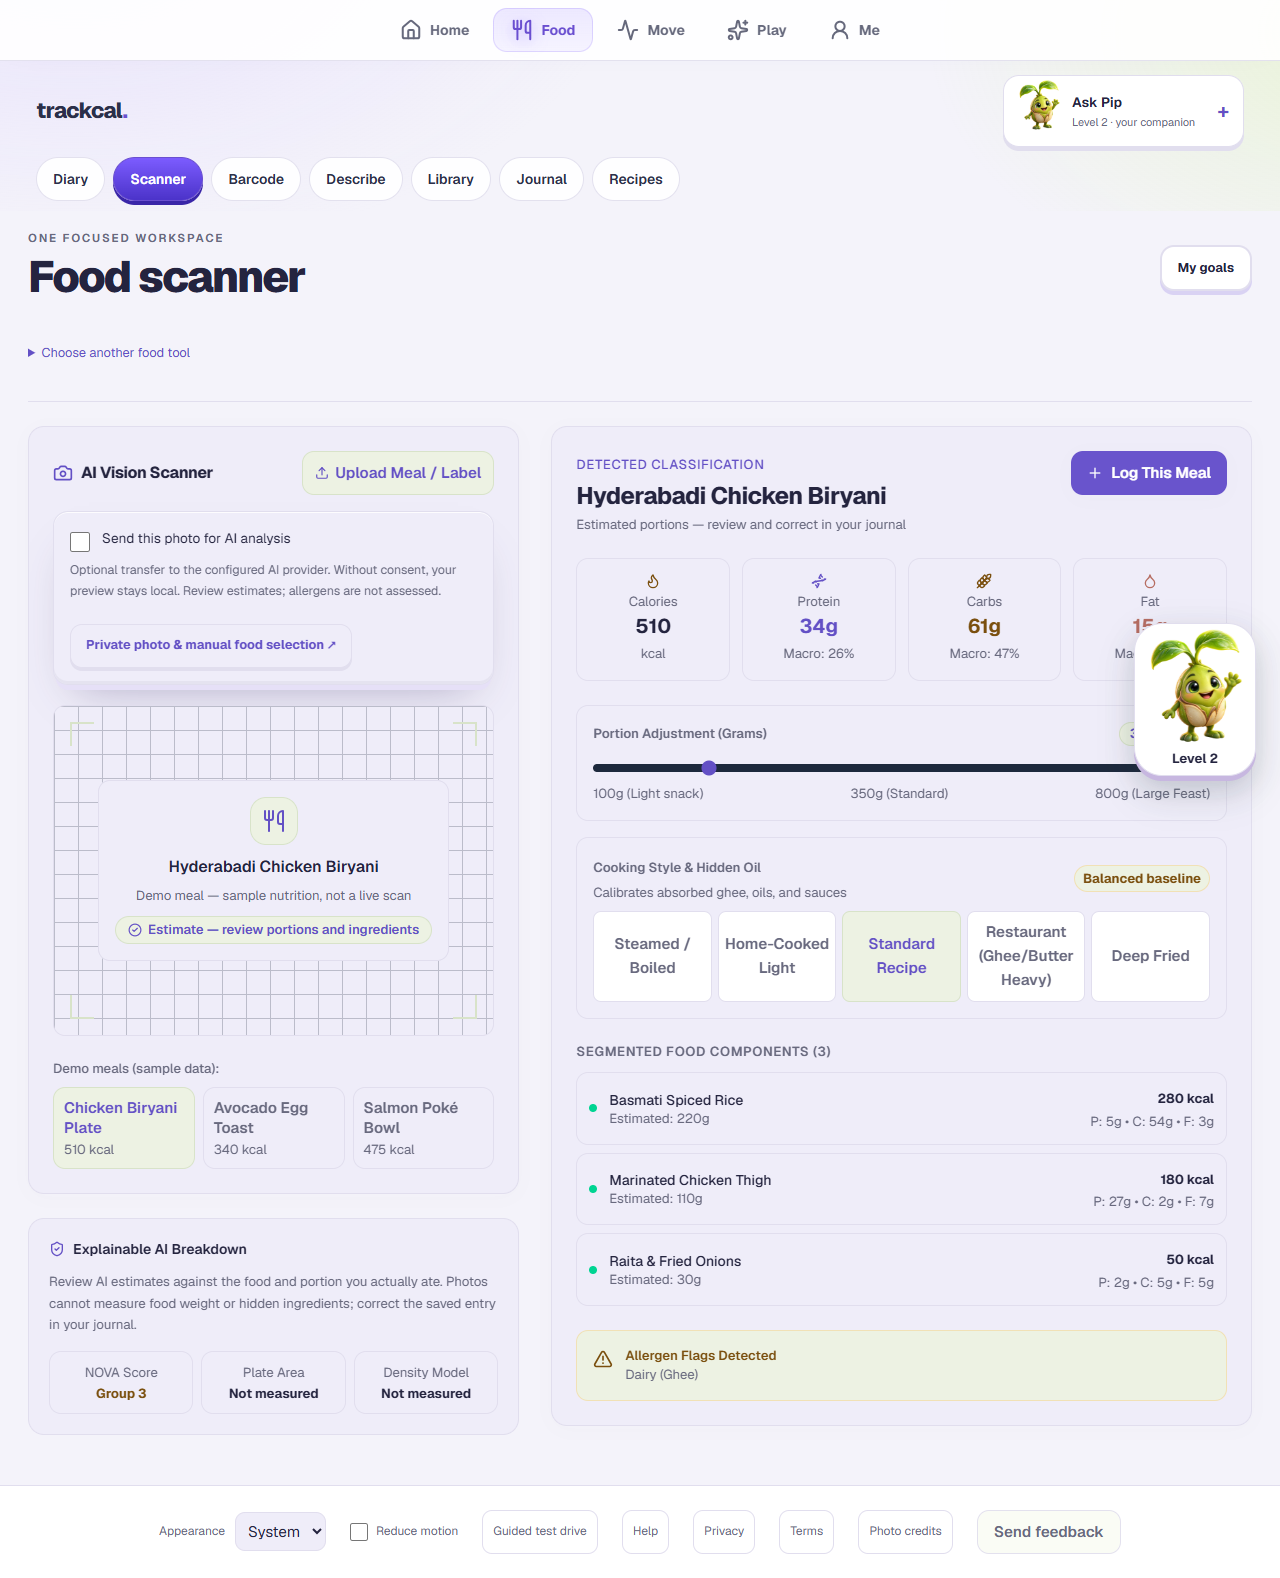 Home
Food
Move
Play
Me
trackcal.
Ask Pip
Level 2 · your companion
+
Diary
Scanner
Barcode
Describe
Library
Journal
Recipes
ONE FOCUSED WORKSPACE
Food scanner
My goals
Choose another food tool
AI Vision Scanner
Upload Meal / Label
Send this photo for AI analysis
Optional transfer to the configured AI provider. Without consent, your
preview stays local. Review estimates; allergens are not assessed.
Private photo & manual food selection ↗
Hyderabadi Chicken Biryani
Demo meal — sample nutrition, not a live scan
Estimate — review portions and ingredients
Demo meals (sample data):
Chicken Biryani
Plate
510 kcal
Avocado Egg
Toast
340 kcal
Salmon Poké
Bowl
475 kcal
Explainable AI Breakdown
Review AI estimates against the food and portion you actually ate. Photos
cannot measure food weight or hidden ingredients; correct the saved entry
in your journal.
NOVA Score
Group 3
Plate Area
Not measured
Density Model
Not measured
DETECTED CLASSIFICATION
Hyderabadi Chicken Biryani
Estimated portions — review and correct in your journal
Log This Meal
Calories
510
kcal
Protein
34g
Macro: 26%
Carbs
61g
Macro: 47%
Fat
Level 2
Portion Adjustment (Grams)
100g (Light snack)
350g (Standard)
800g (Large Feast)
Cooking Style & Hidden Oil
Calibrates absorbed ghee, oils, and sauces
Balanced baseline
Steamed /
Boiled
Home-Cooked
Light
Standard
Recipe
Restaurant
(Ghee/Butter
Heavy)
Deep Fried
SEGMENTED FOOD COMPONENTS (3)
Basmati Spiced Rice
Estimated: 220g
280 kcal
P: 5g • C: 54g • F: 3g
Marinated Chicken Thigh
Estimated: 110g
180 kcal
P: 27g • C: 2g • F: 7g
Raita & Fried Onions
Estimated: 30g
50 kcal
P: 2g • C: 5g • F: 5g
Allergen Flags Detected
Dairy (Ghee)
Appearance
System
Reduce motion
Guided test drive
Help
Privacy
Terms
Photo credits
Send feedback